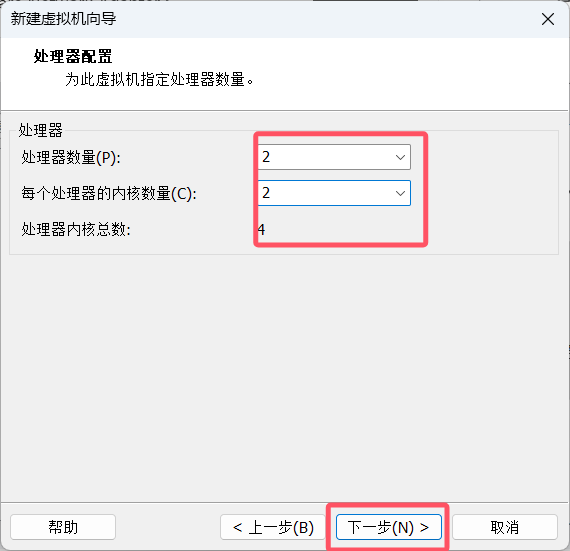 新建虚拟机向导
处理器配置
为此虚拟机指定处理器数量。
处理器
处理器数量(P): 2
每个处理器的内核数量(C): 2
处理器内核总数: 4
帮助 < 上一步(B) 下一步(N) > 取消